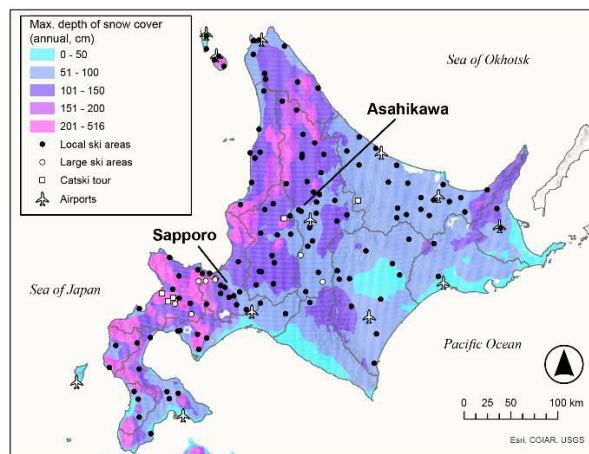 Max. depth of snow cover
(annual, cm)
0 - 50
51 - 100
101 - 150
151 - 200
201 - 516
Local ski areas
Large ski areas
Catski tour
Airports
Sea of Okhotsk
Asahikawa
Sapporo
Sea of Japan
Pacific Ocean
0 25 50 100 km
Esri, CGIAR, USGS